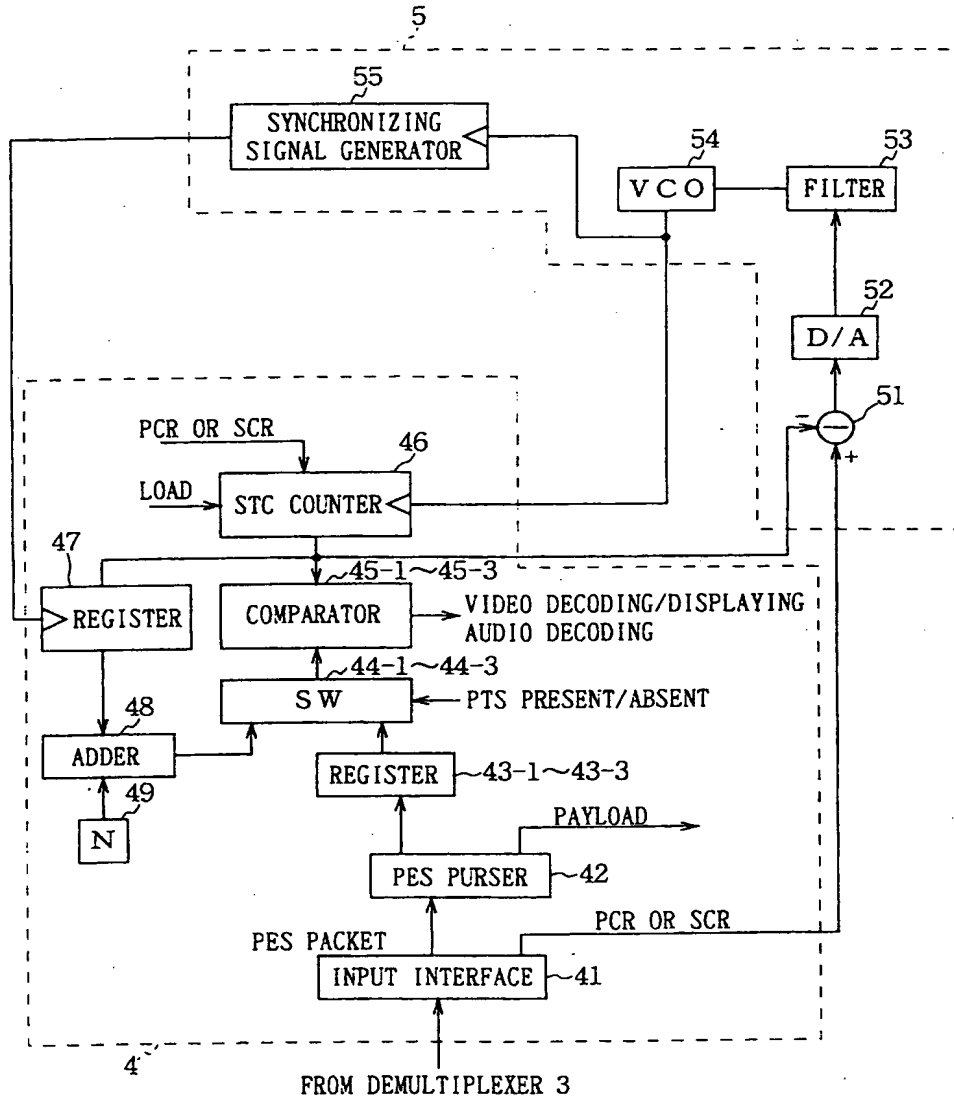 5
55
SYNCHRONIZING
SIGNAL GENERATOR
54
VCO
53
FILTER
52
D/A
51
−
−
+
PCR OR SCR
46
LOAD
STC COUNTER
47
REGISTER
45-1~45-3
COMPARATOR
VIDEO DECODING/DISPLAYING
AUDIO DECODING
44-1~44-3
SW
PTS PRESENT/ABSENT
48
ADDER
REGISTER
43-1~43-3
49
N
PAYLOAD
PES PURSER
42
PCR OR SCR
PES PACKET
INPUT INTERFACE
41
4
FROM DEMULTIPLEXER 3